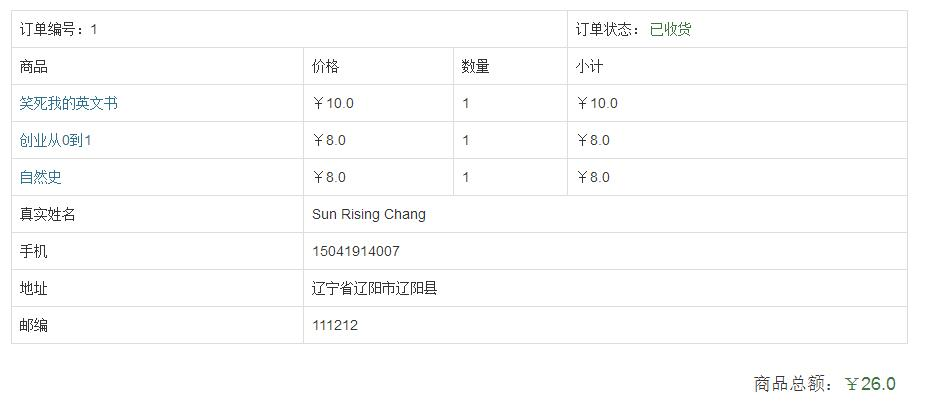 订单编号：1 订单状态： 已收货
商品 价格 数量 小计
笑死我的英文书 ￥10.0 1 ￥10.0
创业从0到1 ￥8.0 1 ￥8.0
自然史 ￥8.0 1 ￥8.0
真实姓名 Sun Rising Chang
手机 15041914007
地址 辽宁省辽阳市辽阳县
邮编 111212
商品总额：￥26.0